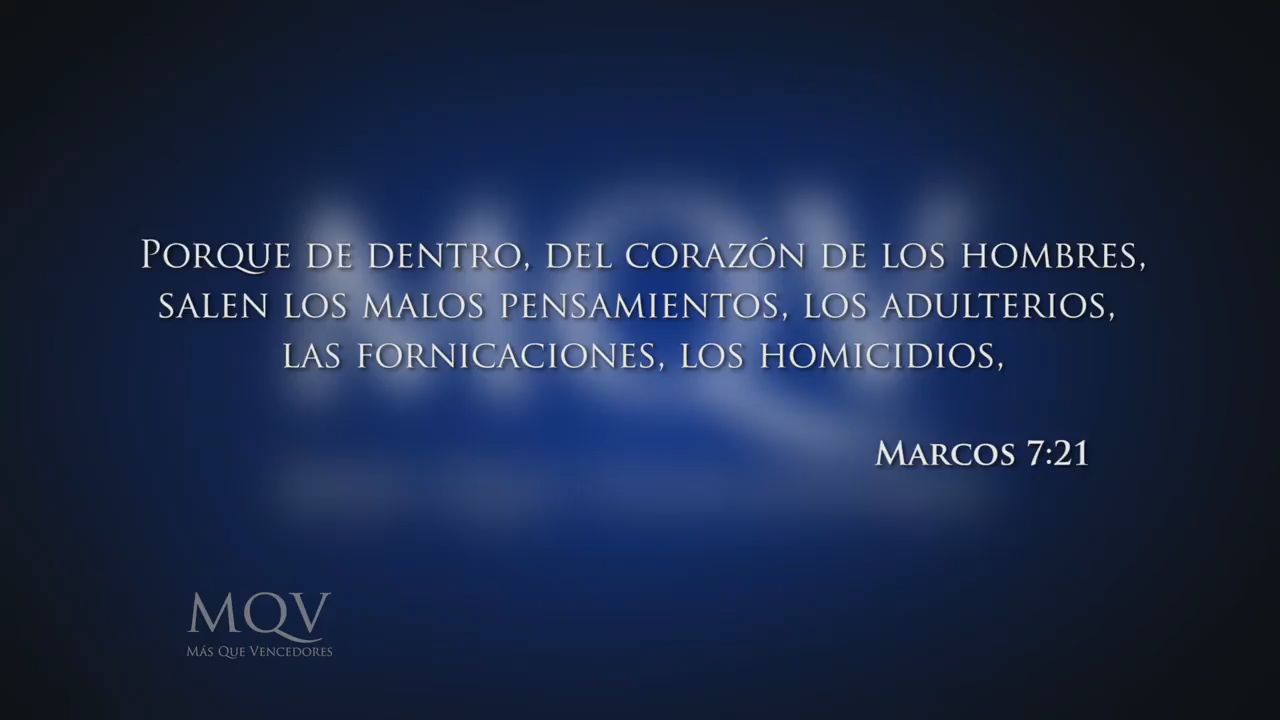 Porque de dentro, del corazón de los hombres,
salen los malos pensamientos, los adulterios,
las fornicaciones, los homicidios,
Marcos 7:21
MQV
Más Que Vencedores